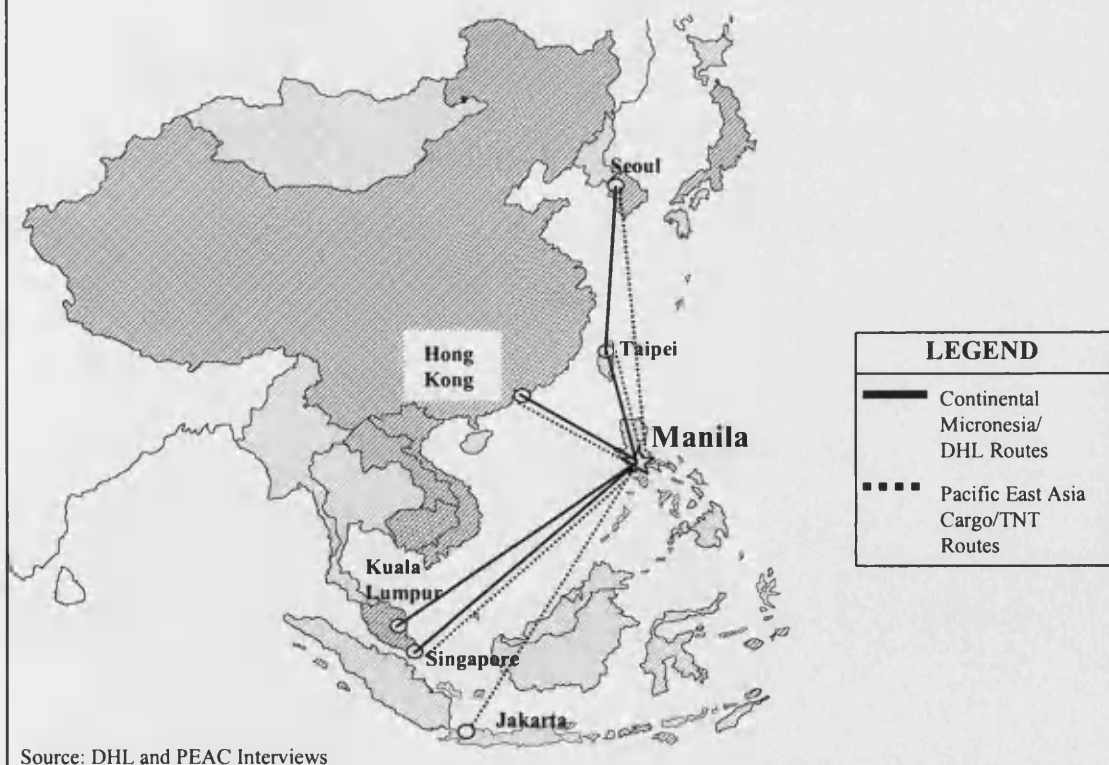 Seoul
Taipei
Hong
Kong
Manila
Kuala
Lumpur
Singapore
Jakarta
LEGEND
Continental
Micronesia/
DHL Routes
Pacific East Asia
Cargo/TNT
Routes
Source: DHL and PEAC Interviews